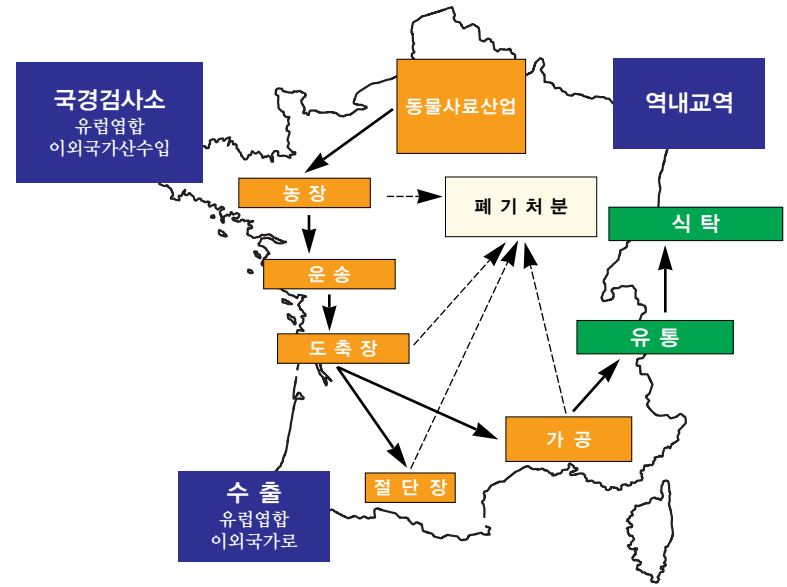 국경검사소
유럽엽합
이외국가산수입
동물사료산업
역내교역
농 장
폐 기 처 분
식 탁
운 송
도 축 장
유 통
가 공
절 단 장
수 출
유럽엽합
이외국가로